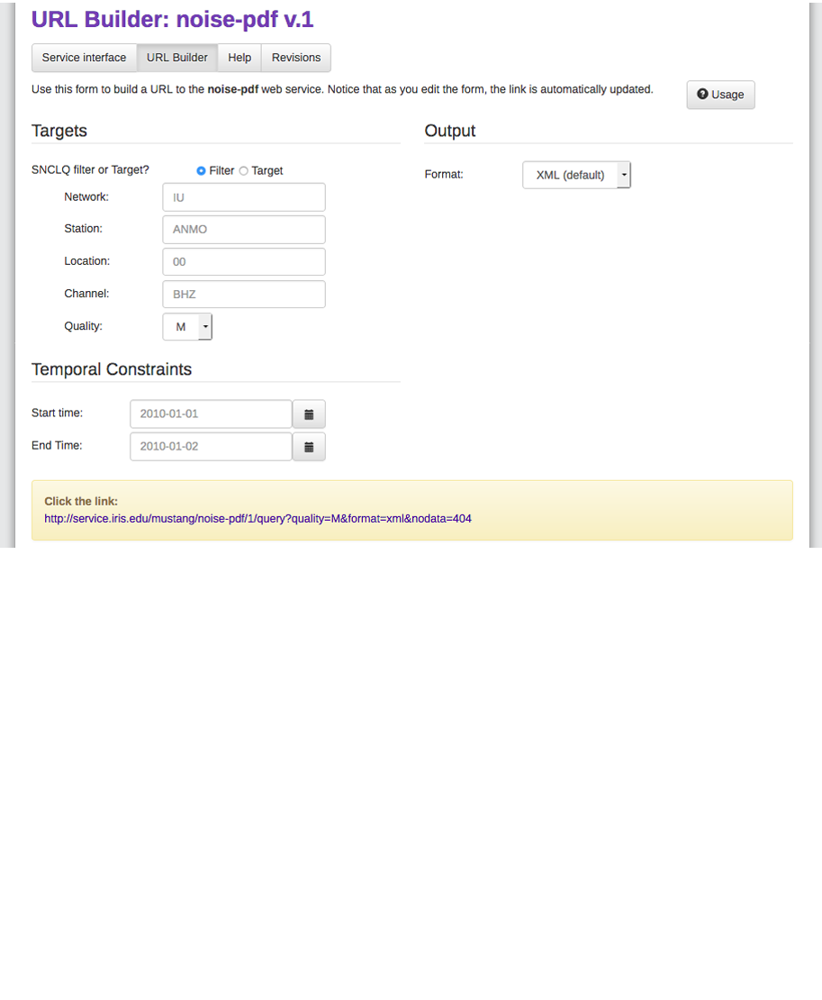 URL Builder: noise-pdf v.1
Service interface URL Builder Help Revisions
Use this form to build a URL to the noise-pdf web service. Notice that as you edit the form, the link is automatically updated.
Usage
Targets
SNCLQ filter or Target? Filter Target
Network: IU
Station: ANMO
Location: 00
Channel: BHZ
Quality: M
Output
Format: XML (default)
Temporal Constraints
Start time: 2010-01-01
End Time: 2010-01-02
Click the link:
http://service.iris.edu/mustang/noise-pdf/1/query?quality=M&format=xml&nodata=404